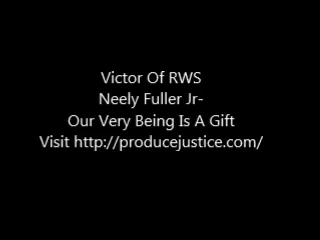 Victor Of RWS
Neely Fuller Jr-
Our Very Being Is A Gift
Visit http://producejustice.com/